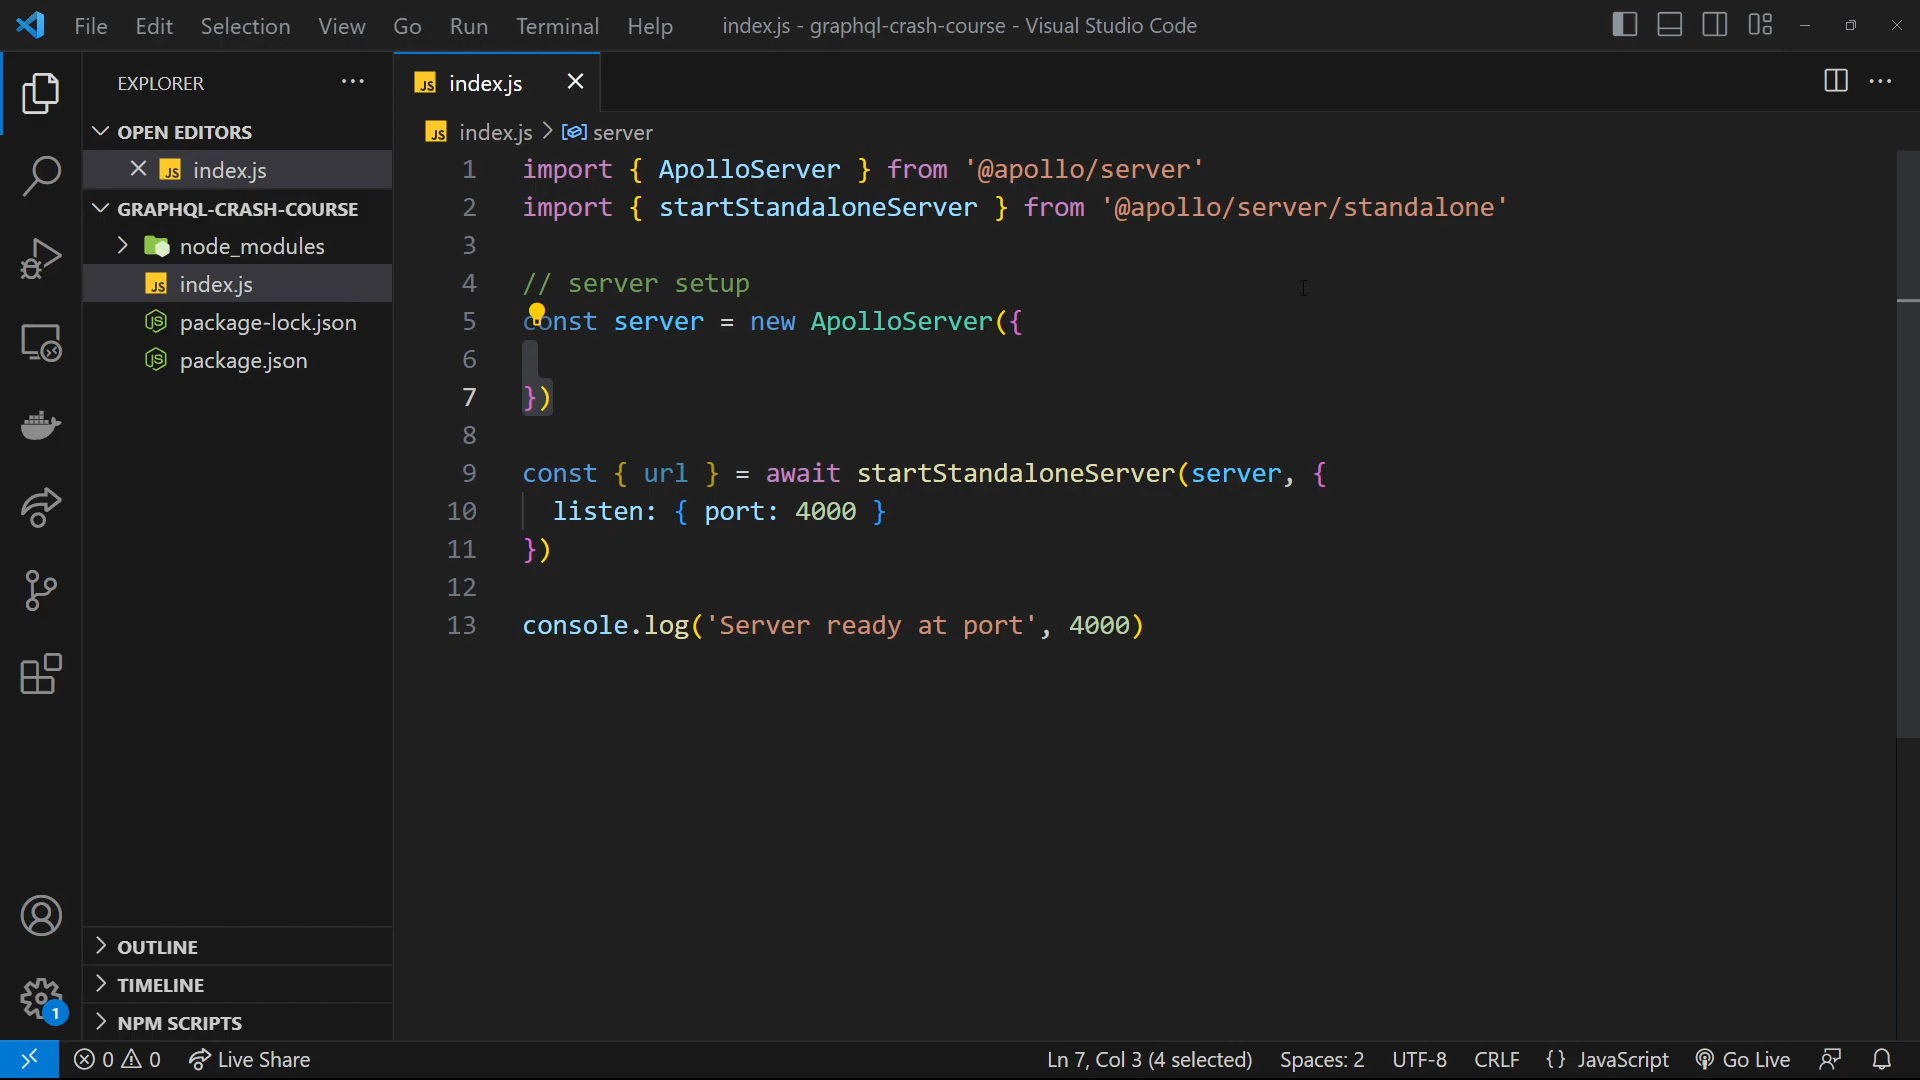 File Edit Selection View Go Run Terminal Help index.js - graphql-crash-course - Visual Studio Code
EXPLORER
OPEN EDITORS
JS index.js
GRAPHQL-CRASH-COURSE
node_modules
JS index.js
package-lock.json
package.json
OUTLINE
TIMELINE
NPM SCRIPTS
JS index.js
JS index.js > server
1 import { ApolloServer } from '@apollo/server'
2 import { startStandaloneServer } from '@apollo/server/standalone'
3
4 // server setup
5 const server = new ApolloServer({
6
7 })
8
9 const { url } = await startStandaloneServer(server, {
10 listen: { port: 4000 }
11 })
12
13 console.log('Server ready at port', 4000)
1
0 0 Live Share Ln 7, Col 3 (4 selected) Spaces: 2 UTF-8 CRLF {} JavaScript Go Live